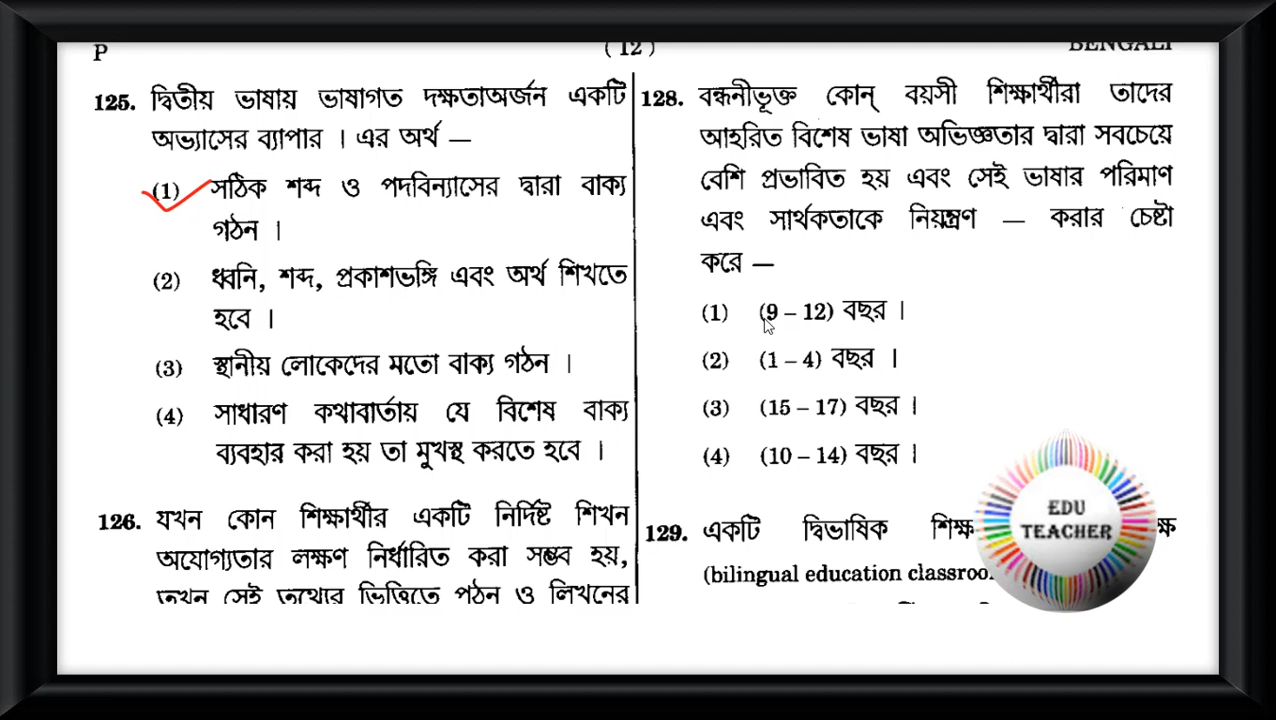 P
( 12 )
BENGALI
125. দ্বিতীয় ভাষায় ভাষাগত দক্ষতাঅর্জন একটি
অভ্যাসের ব্যাপার । এর অর্থ —
(1) সঠিক শব্দ ও পদবিন্যাসের দ্বারা বাক্য
গঠন ।
(2) ধ্বনি, শব্দ, প্রকাশভঙ্গি এবং অর্থ শিখতে
হবে ।
(3) স্থানীয় লোকেদের মতো বাক্য গঠন ।
(4) সাধারণ কথাবার্তায় যে বিশেষ বাক্য
ব্যবহার করা হয় তা মুখস্থ করতে হবে ।
126. যখন কোন শিক্ষার্থীর একটি নির্দিষ্ট শিখন
অযোগ্যতার লক্ষণ নির্ধারিত করা সম্ভব হয়,
তখন সেই তথ্যের ভিত্তিতে পঠন ও লিখনের
128. বন্ধনীভূক্ত কোন্ বয়সী শিক্ষার্থীরা তাদের
আহরিত বিশেষ ভাষা অভিজ্ঞতার দ্বারা সবচেয়ে
বেশি প্রভাবিত হয় এবং সেই ভাষার পরিমাণ
এবং সার্থকতাকে নিয়ন্ত্রণ — করার চেষ্টা
করে —
(1) (9 – 12) বছর ।
(2) (1 – 4) বছর ।
(3) (15 – 17) বছর ।
(4) (10 – 14) বছর ।
129. একটি দ্বিভাষিক
(bilingual education
EDU
TEACHER